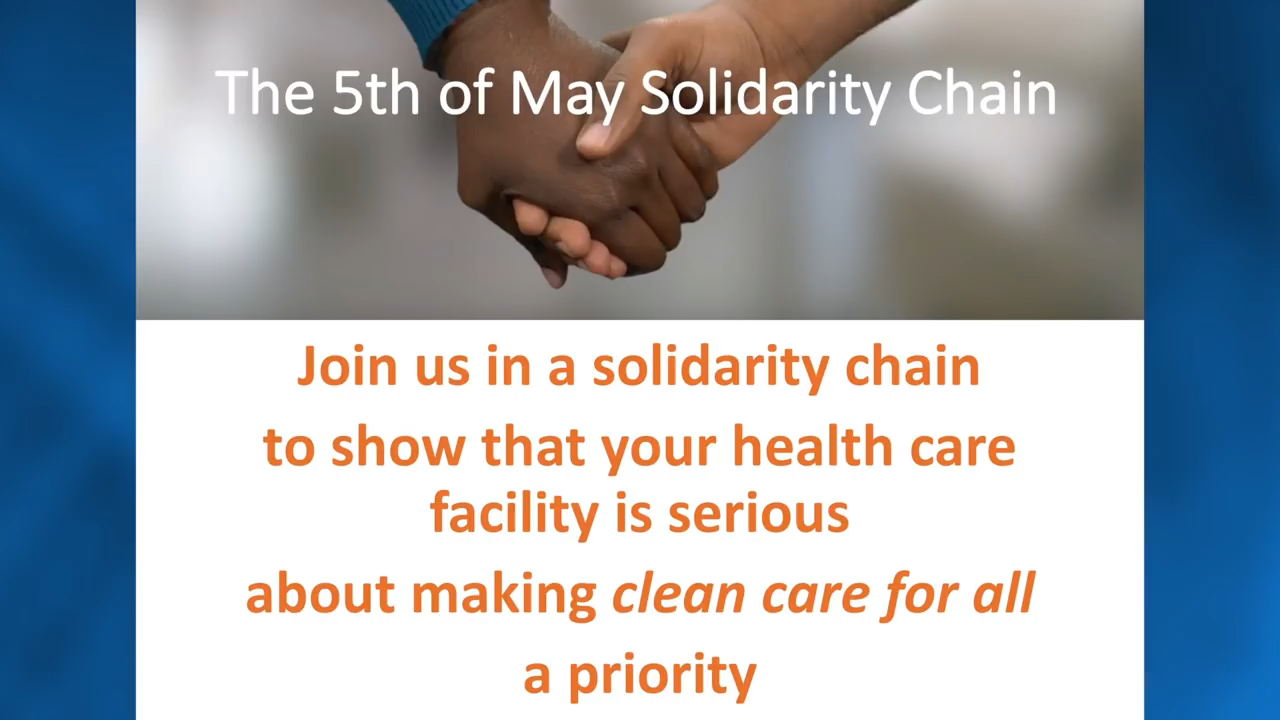 The 5th of May Solidarity Chain
Join us in a solidarity chain
to show that your health care
facility is serious
about making clean care for all
a priority